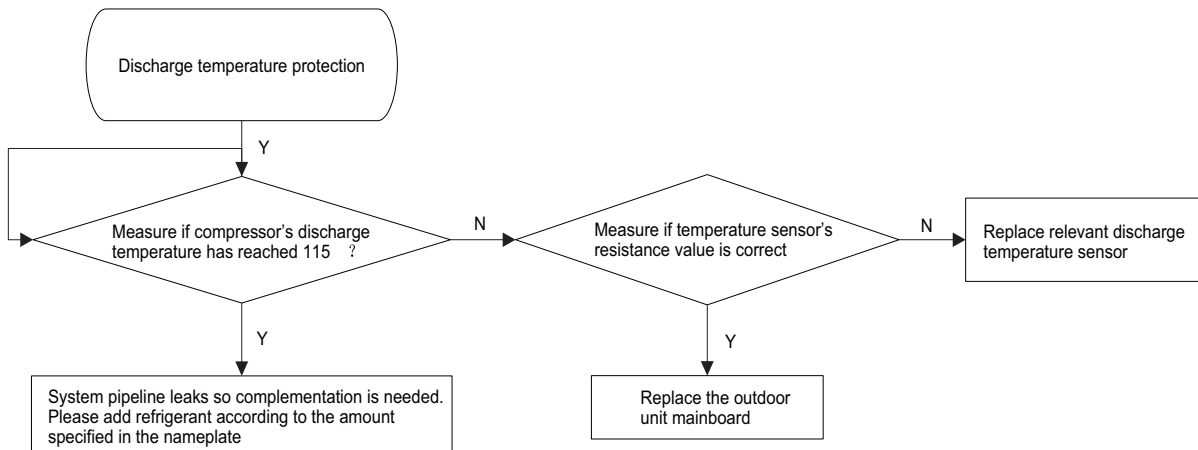 Discharge temperature protection
Y
Measure if compressor's discharge
temperature has reached 115 ?
N
Measure if temperature sensor's
resistance value is correct
N
Replace relevant discharge
temperature sensor
Y
Y
System pipeline leaks so complementation is needed.
Please add refrigerant according to the amount
specified in the nameplate
Replace the outdoor
unit mainboard